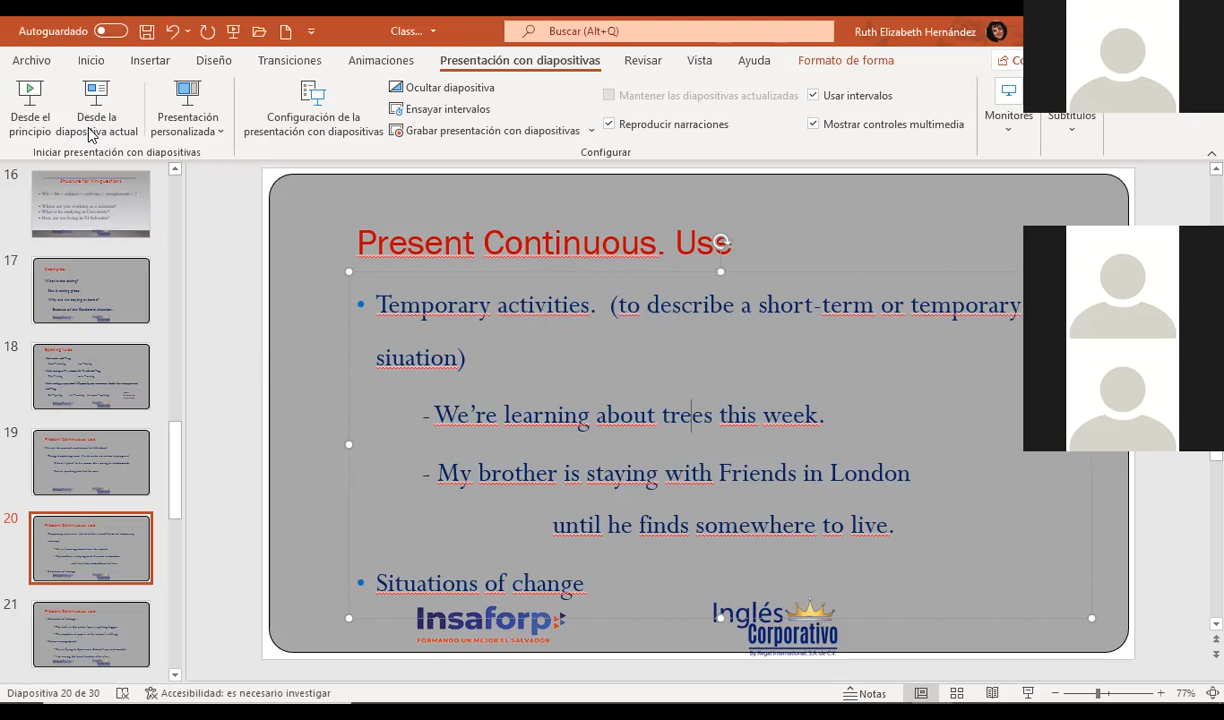 Autoguardado
Class...
Buscar (Alt+Q)
Ruth Elizabeth Hernández
Archivo
Inicio
Insertar
Diseño
Transiciones
Animaciones
Presentación con diapositivas
Revisar
Vista
Ayuda
Formato de forma
Desde el principio
Desde la diapositiva actual
Presentación personalizada
Configuración de la presentación con diapositivas
Ocultar diapositiva
Ensayar intervalos
Grabar presentación con diapositivas
Mantener las diapositivas actualizadas
Reproducir narraciones
Usar intervalos
Mostrar controles multimedia
Monitores
Subtítulos
Iniciar presentación con diapositivas
Configurar
16
17
18
19
20
21
Present Continuous. Use
• Temporary activities. (to describe a short-term or temporary
siuation)
- We’re learning about trees this week.
- My brother is staying with Friends in London
until he finds somewhere to live.
• Situations of change
Insaforp
FORMANDO UN MEJOR EL SALVADOR
Inglés
Corporativo
By Regal International, S.A. de C.V.
Diapositiva 20 de 30
Accesibilidad: es necesario investigar
Notas
77%